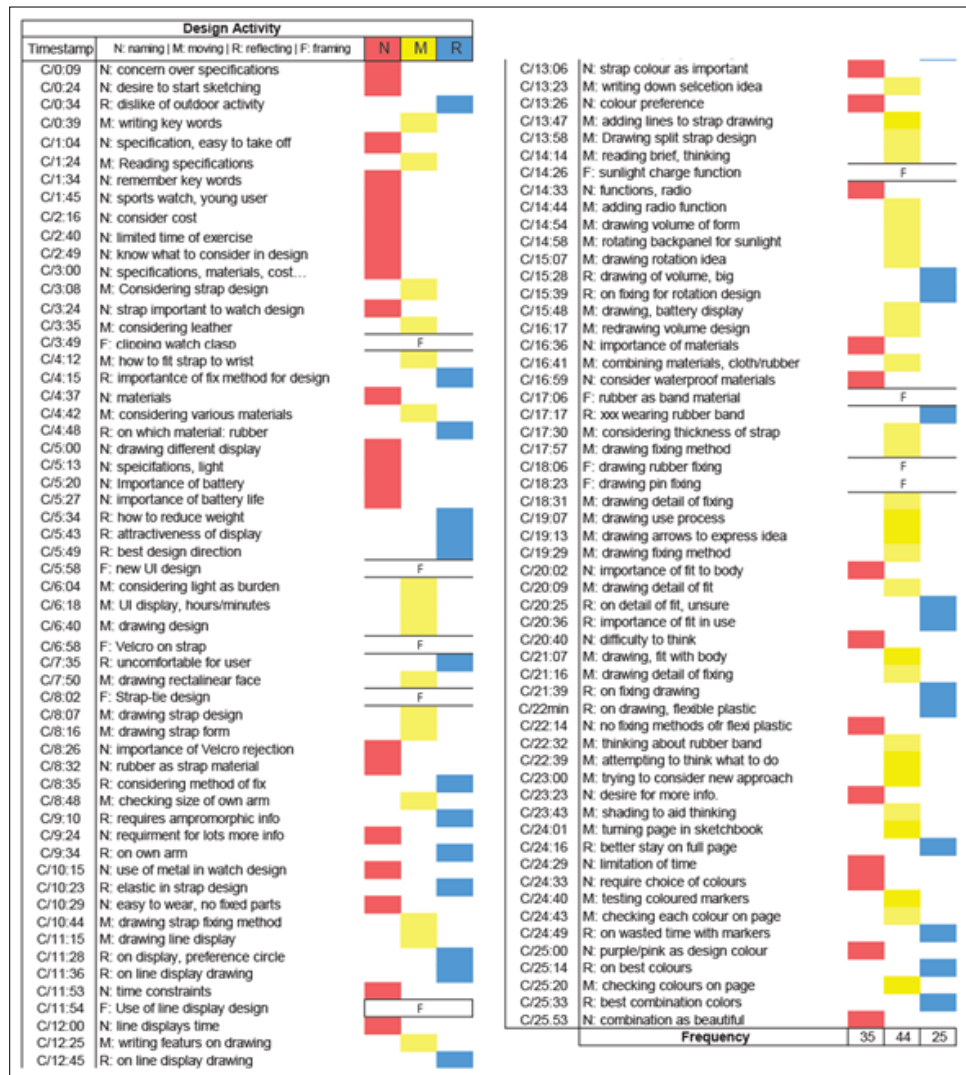 Design Activity
Timestamp N: naming | M: moving | R: reflecting | F: framing N M R
C/0:09 N: concern over specifications
C/0:24 N: desire to start sketching
C/0:34 R: dislike of outdoor activity
C/0:39 M: writing key words
C/1:04 N: specification, easy to take off
C/1:24 M: Reading specifications
C/1:34 N: remember key words
C/1:45 N: sports watch, young user
C/2:16 N: consider cost
C/2:40 N: limited time of exercise
C/2:49 N: know what to consider in design
C/3:00 N: specifications, materials, cost...
C/3:08 M: Considering strap design
C/3:24 N: strap important to watch design
C/3:35 M: considering leather
C/3:49 F: clipping watch clasp F
C/4:12 M: how to fit strap to wrist
C/4:15 R: importantce of fix method for design
C/4:37 N: materials
C/4:42 M: considering various materials
C/4:48 R: on which material: rubber
C/5:00 N: drawing different display
C/5:13 N: speicifations, light
C/5:20 N: Importance of battery
C/5:27 N: importance of battery life
C/5:34 R: how to reduce weight
C/5:43 R: attractiveness of display
C/5:49 R: best design direction
C/5:58 F: new UI design F
C/6:04 M: considering light as burden
C/6:18 M: UI display, hours/minutes
C/6:40 M: drawing design
C/6:58 F: Velcro on strap F
C/7:35 R: uncomfortable for user
C/7:50 M: drawing rectalinear face
C/8:02 F: Strap-tie design F
C/8:07 M: drawing strap design
C/8:16 M: drawing strap form
C/8:26 N: importance of Velcro rejection
C/8:32 N: rubber as strap material
C/8:35 R: considering method of fix
C/8:48 M: checking size of own arm
C/9:10 R: requires ampromorphic info
C/9:24 N: requirment for lots more info
C/9:34 R: on own arm
C/10:15 N: use of metal in watch design
C/10:23 R: elastic in strap design
C/10:29 N: easy to wear, no fixed parts
C/10:44 M: drawing strap fixing method
C/11:15 M: drawing line display
C/11:28 R: on display, preference circle
C/11:36 R: on line display drawing
C/11:53 N: time constraints
C/11:54 F: Use of line display design F
C/12:00 N: line displays time
C/12:25 M: writing featurs on drawing
C/12:45 R: on line display drawing
C/13:06 N: strap colour as important
C/13:23 M: writing down selcetion idea
C/13:26 N: colour preference
C/13:47 M: adding lines to strap drawing
C/13:58 M: Drawing split strap design
C/14:14 M: reading brief, thinking
C/14:26 F: sunlight charge function F
C/14:33 N: functions, radio
C/14:44 M: adding radio function
C/14:54 M: drawing volume of form
C/14:58 M: rotating backpanel for sunlight
C/15:07 M: drawing rotation idea
C/15:28 R: drawing of volume, big
C/15:39 R: on fixing for rotation design
C/15:48 M: drawing, battery display
C/16:17 M: redrawing volume design
C/16:36 N: importance of materials
C/16:41 M: combining materials, cloth/rubber
C/16:59 N: consider waterproof materials
C/17:06 F: rubber as band material F
C/17:17 R: xxx wearing rubber band
C/17:30 M: considering thickness of strap
C/17:57 M: drawing fixing method
C/18:06 F: drawing rubber fixing F
C/18:23 F: drawing pin fixing F
C/18:31 M: drawing detail of fixing
C/19:07 M: drawing use process
C/19:13 M: drawing arrows to express idea
C/19:29 M: drawing fixing method
C/20:02 N: importance of fit to body
C/20:09 M: drawing detail of fit
C/20:25 R: on detail of fit, unsure
C/20:36 R: importance of fit in use
C/20:40 N: difficulty to think
C/21:07 M: drawing, fit with body
C/21:16 M: drawing detail of fixing
C/21:39 R: on fixing drawing
C/22min R: on drawing, flexible plastic
C/22:14 N: no fixing methods ofr flexi plastic
C/22:32 M: thinking about rubber band
C/22:39 M: attempting to think what to do
C/23:00 M: trying to consider new approach
C/23:23 N: desire for more info.
C/23:43 M: shading to aid thinking
C/24:01 M: turning page in sketchbook
C/24:16 R: better stay on full page
C/24:29 N: limitation of time
C/24:33 N: require choice of colours
C/24:40 M: testing coloured markers
C/24:43 M: checking each colour on page
C/24:49 R: on wasted time with markers
C/25:00 N: purple/pink as design colour
C/25:14 R: on best colours
C/25:20 M: checking colours on page
C/25:33 R: best combination colors
C/25.53 N: combination as beautiful
Frequency 35 44 25